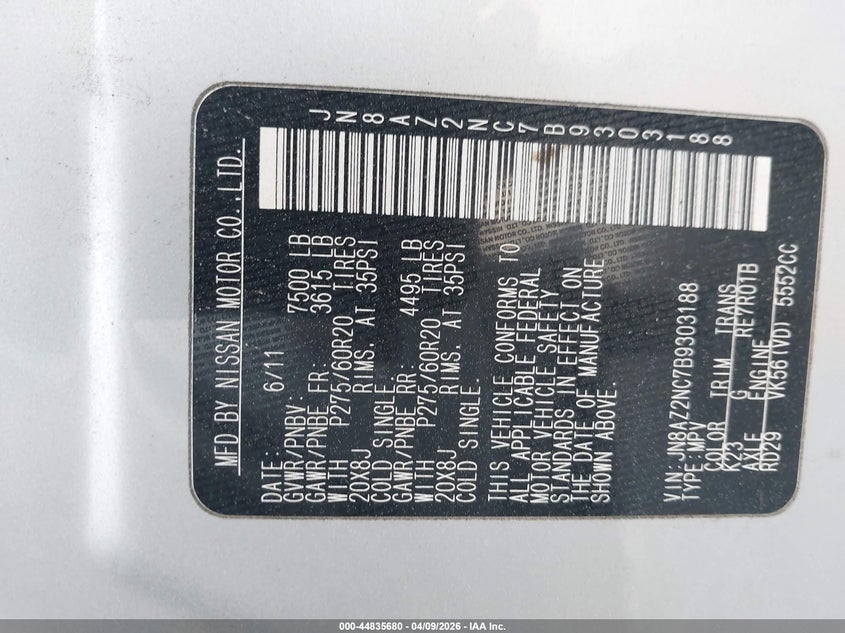 MFD BY NISSAN MOTOR CO.,LTD.
JN8AZ2NC7B9303188
DATE: 6/11
GVWR/PNBV: 7500 LB
GAWR/PNBE FR: 3615 LB
WITH P275/60R20 TIRES
20X8J RIMS. AT 35PSI
COLD SINGLE.
GAWR/PNBE RR: 4495 LB
WITH P275/60R20 TIRES
20X8J RIMS. AT 35PSI
COLD SINGLE.
THIS VEHICLE CONFORMS TO
ALL APPLICABLE FEDERAL
MOTOR VEHICLE SAFETY
STANDARDS IN EFFECT ON
THE DATE OF MANUFACTURE
SHOWN ABOVE.
VIN: JN8AZ2NC7B9303188
TYPE: MPV
COLOR TRIM TRANS
K23 G RE7R01B
AXLE ENGINE
RD29 VK56(VD) 5552CC
000-44835680 - 04/09/2026 - IAA Inc.